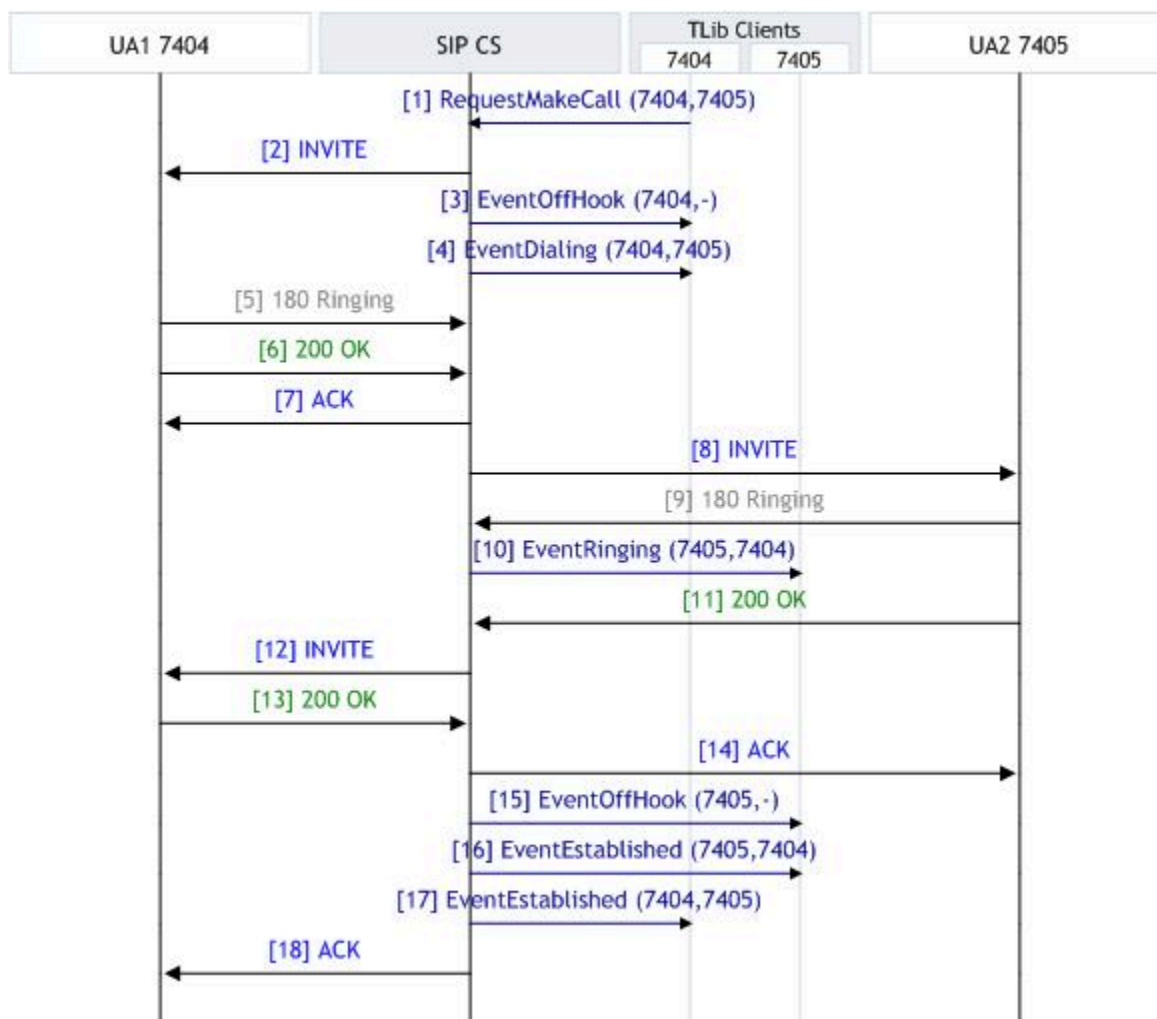 UA1 7404
SIP CS
TLib Clients
7404 7405
UA2 7405
[1] RequestMakeCall (7404,7405)
[2] INVITE
[3] EventOffHook (7404,-)
[4] EventDialing (7404,7405)
[5] 180 Ringing
[6] 200 OK
[7] ACK
[8] INVITE
[9] 180 Ringing
[10] EventRinging (7405,7404)
[11] 200 OK
[12] INVITE
[13] 200 OK
[14] ACK
[15] EventOffHook (7405,-)
[16] EventEstablished (7405,7404)
[17] EventEstablished (7404,7405)
[18] ACK